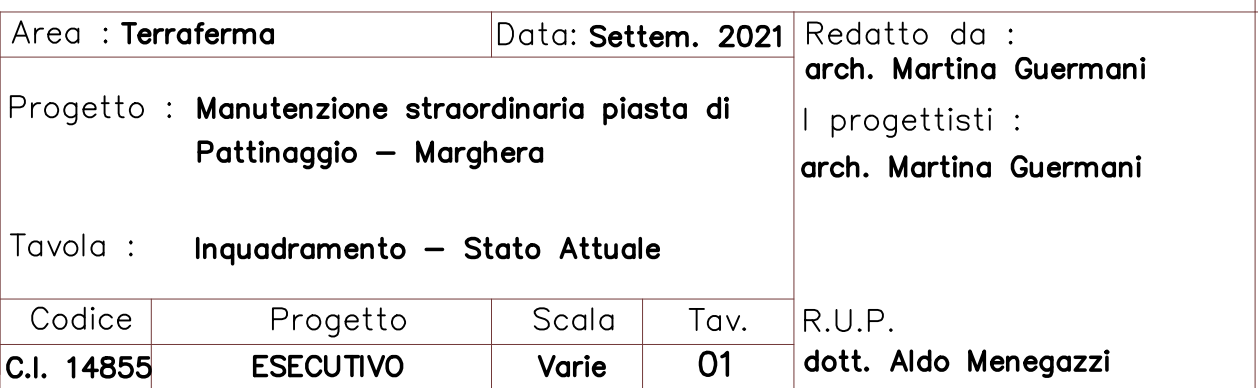 Area : Terraferma
Data: Settem. 2021
Progetto : Manutenzione straordinaria piasta di
Pattinaggio – Marghera
Tavola : Inquadramento – Stato Attuale
Codice Progetto Scala Tav.
C.I. 14855 ESECUTIVO Varie 01
Redatto da :
arch. Martina Guermani
I progettisti :
arch. Martina Guermani
R.U.P.
dott. Aldo Menegazzi